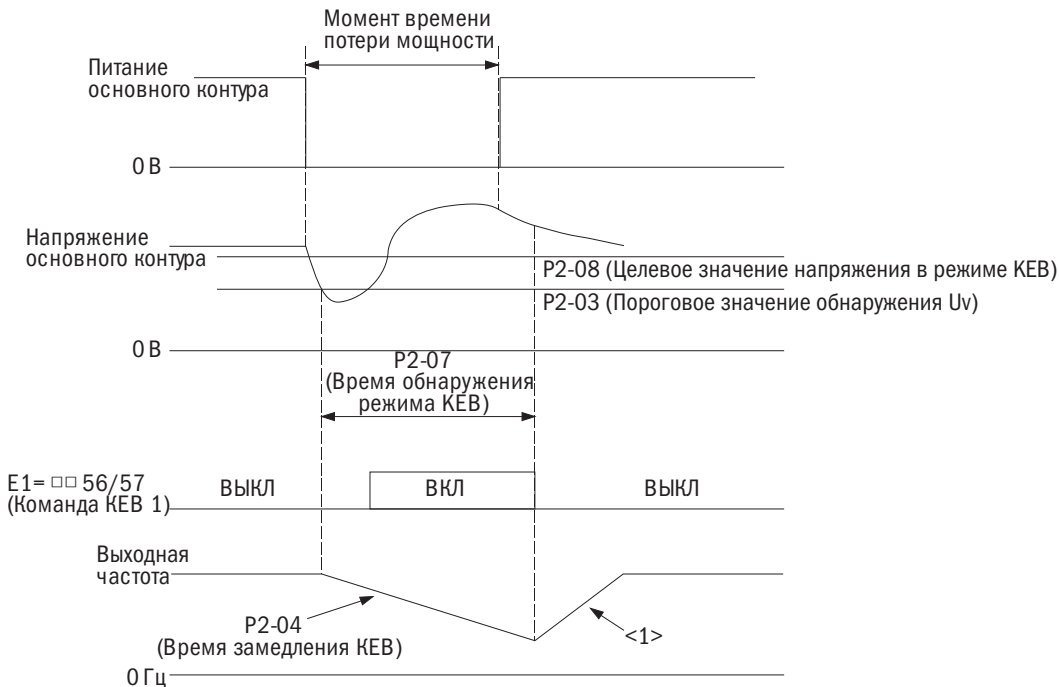 Момент времени
потери мощности
Питание
основного контура
0 В
Напряжение
основного контура
P2-08 (Целевое значение напряжения в режиме KEB)
P2-03 (Пороговое значение обнаружения Uv)
0 В
P2-07
(Время обнаружения
режима KEB)
E1= □□ 56/57
(Команда KEB 1)
ВЫКЛ
ВКЛ
ВЫКЛ
Выходная
частота
P2-04
(Время замедления KEB)
<1>
0 Гц